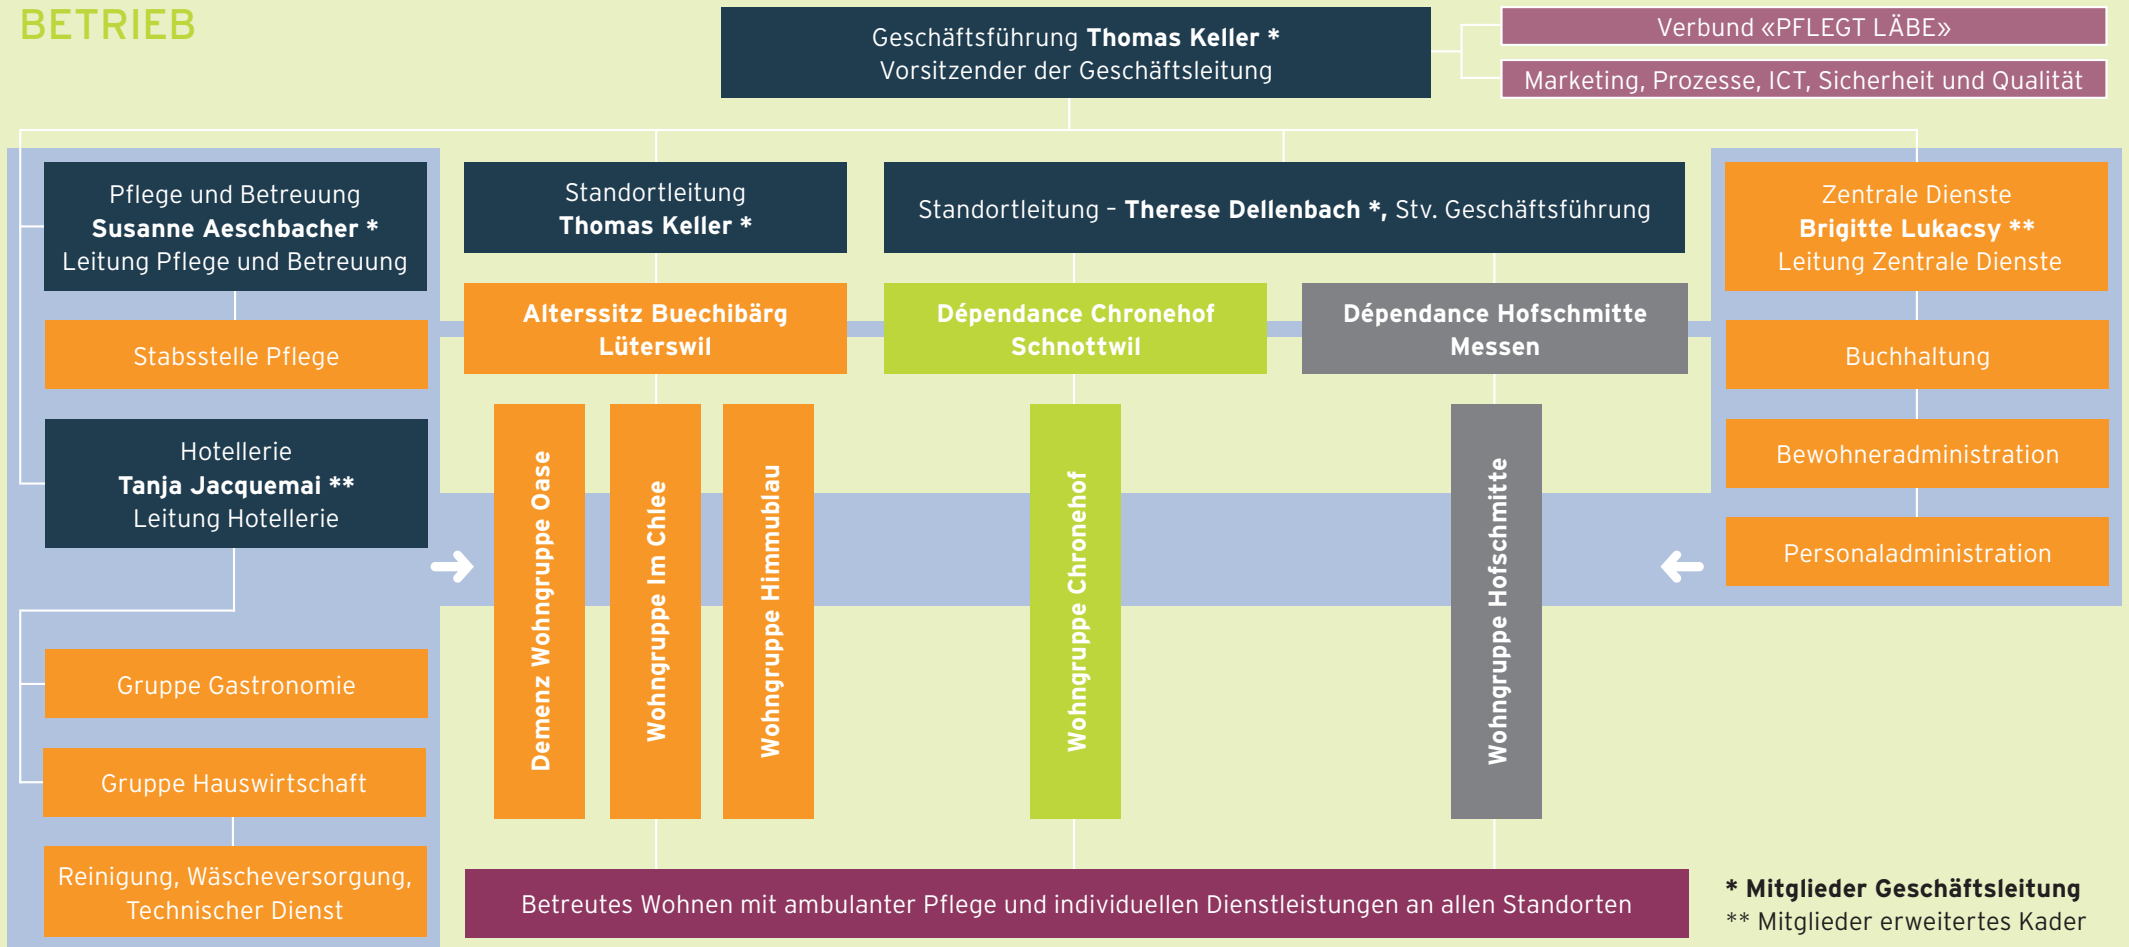 BETRIEB
Geschäftsführung Thomas Keller *
Vorsitzender der Geschäftsleitung
Verbund «PFLEGT LÄBE»
Marketing, Prozesse, ICT, Sicherheit und Qualität
Pflege und Betreuung
Susanne Aeschbacher *
Leitung Pflege und Betreuung
Standortleitung
Thomas Keller *
Standortleitung – Therese Dellenbach *, Stv. Geschäftsführung
Zentrale Dienste
Brigitte Lukacsy **
Leitung Zentrale Dienste
Stabsstelle Pflege
Alterssitz Buechibärg
Lüterswil
Dépendance Chronehof
Schnottwil
Dépendance Hofschmitte
Messen
Buchhaltung
Hotellerie
Tanja Jacquemai **
Leitung Hotellerie
Bewohneradministration
Personaladministration
Demenz Wohngruppe Oase
Wohngruppe Im Chlee
Wohngruppe Himmublau
Wohngruppe Chronehof
Wohngruppe Hofschmitte
Gruppe Gastronomie
Gruppe Hauswirtschaft
Reinigung, Wäscheversorgung,
Technischer Dienst
Betreutes Wohnen mit ambulanter Pflege und individuellen Dienstleistungen an allen Standorten
* Mitglieder Geschäftsleitung
** Mitglieder erweitertes Kader